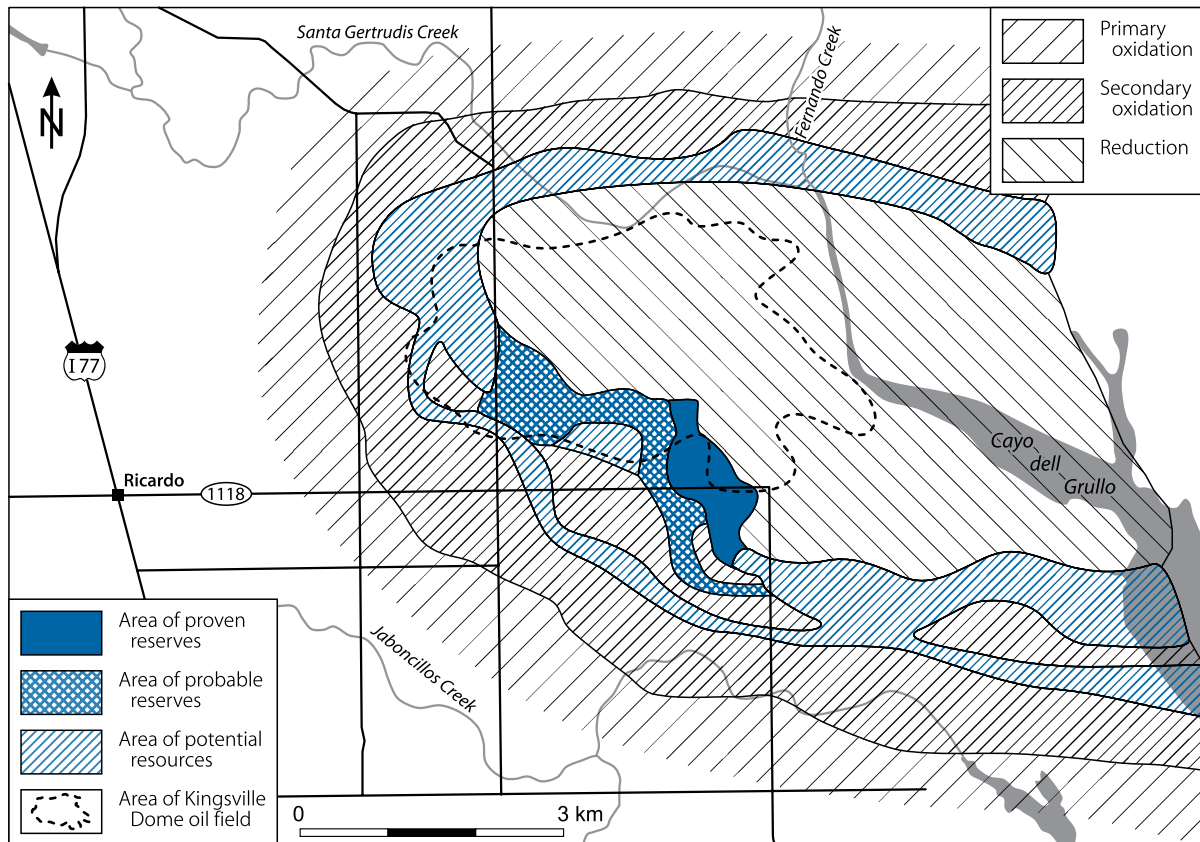 Santa Gertrudis Creek
Fernando Creek
Primary
oxidation
Secondary
oxidation
Reduction
N
I 77
Ricardo
1118
Cayo
dell
Grullo
Jaboncillos Creek
Area of proven
reserves
Area of probable
reserves
Area of potential
resources
Area of Kingsville
Dome oil field
0 3 km